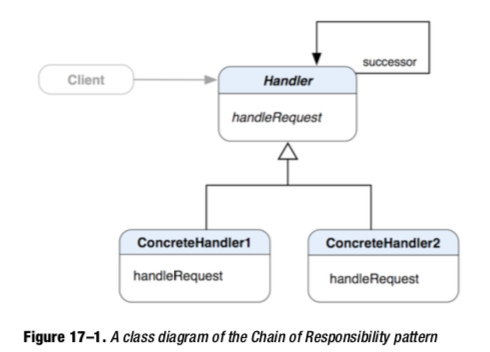 successor
Client
Handler
handleRequest
ConcreteHandler1
ConcreteHandler2
handleRequest
handleRequest
Figure 17–1. A class diagram of the Chain of Responsibility pattern